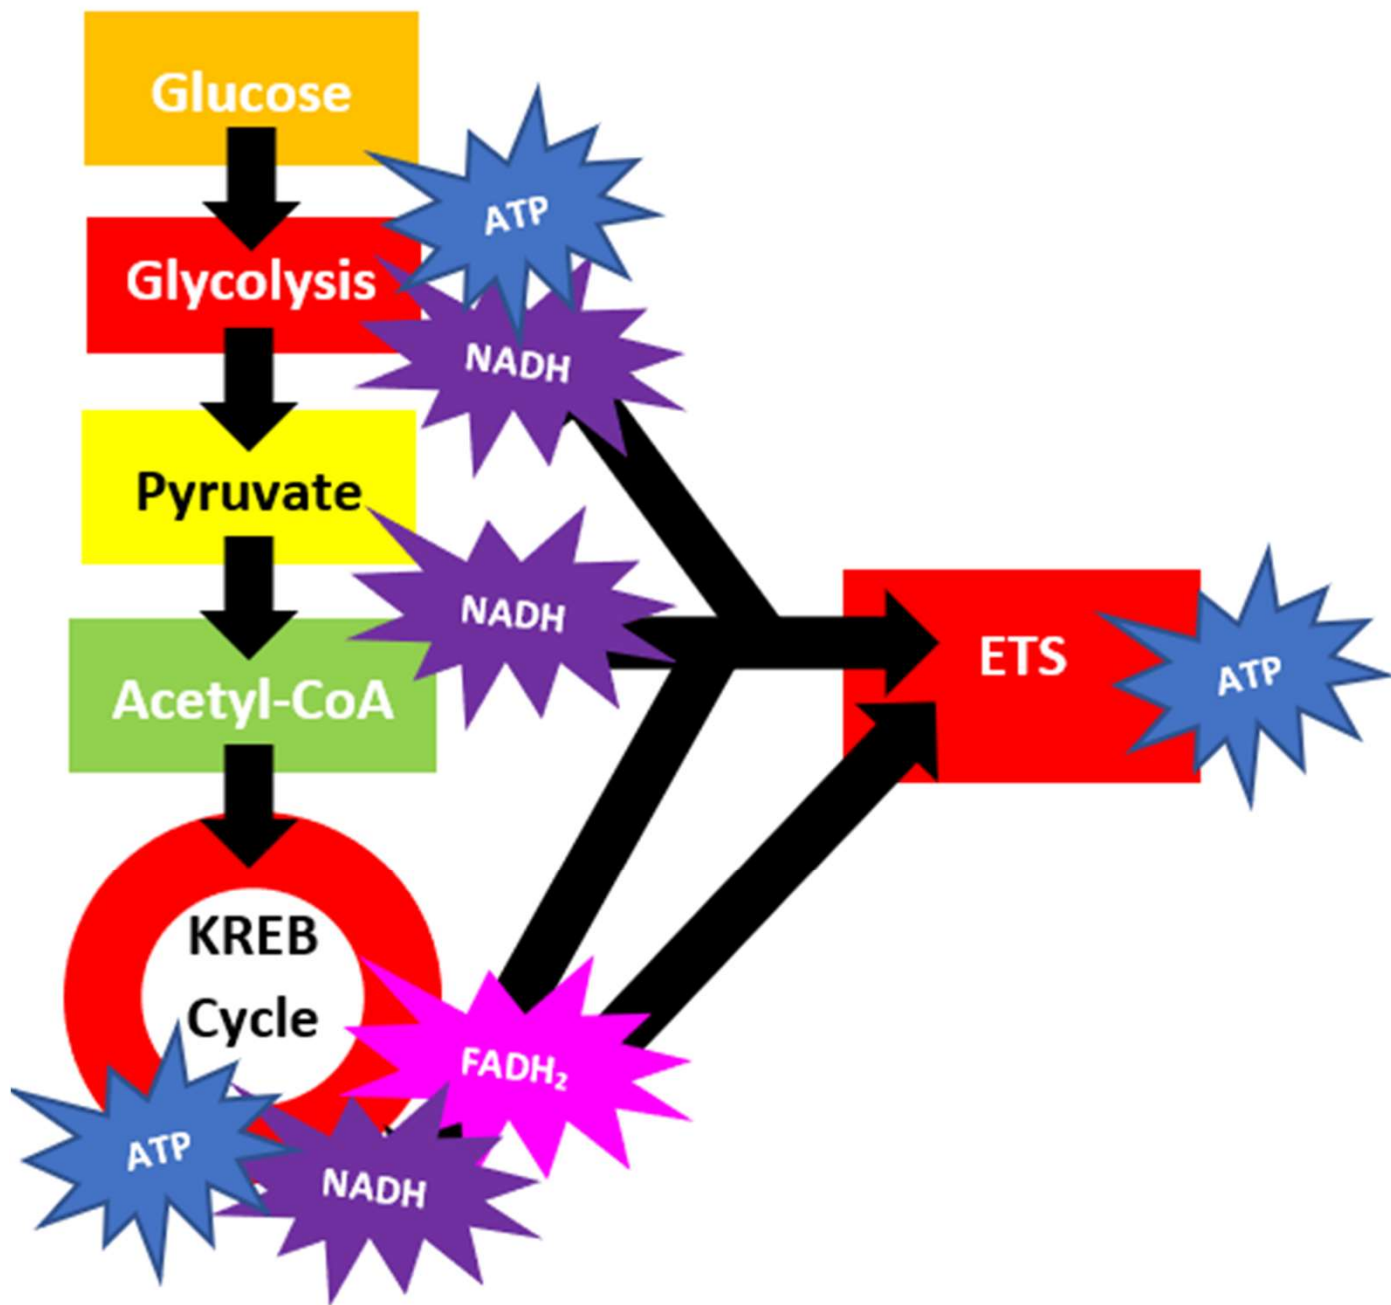 Glucose
ATP
Glycolysis
NADH
Pyruvate
NADH
ETS
ATP
Acetyl-CoA
KREB
Cycle
FADH₂
ATP
NADH